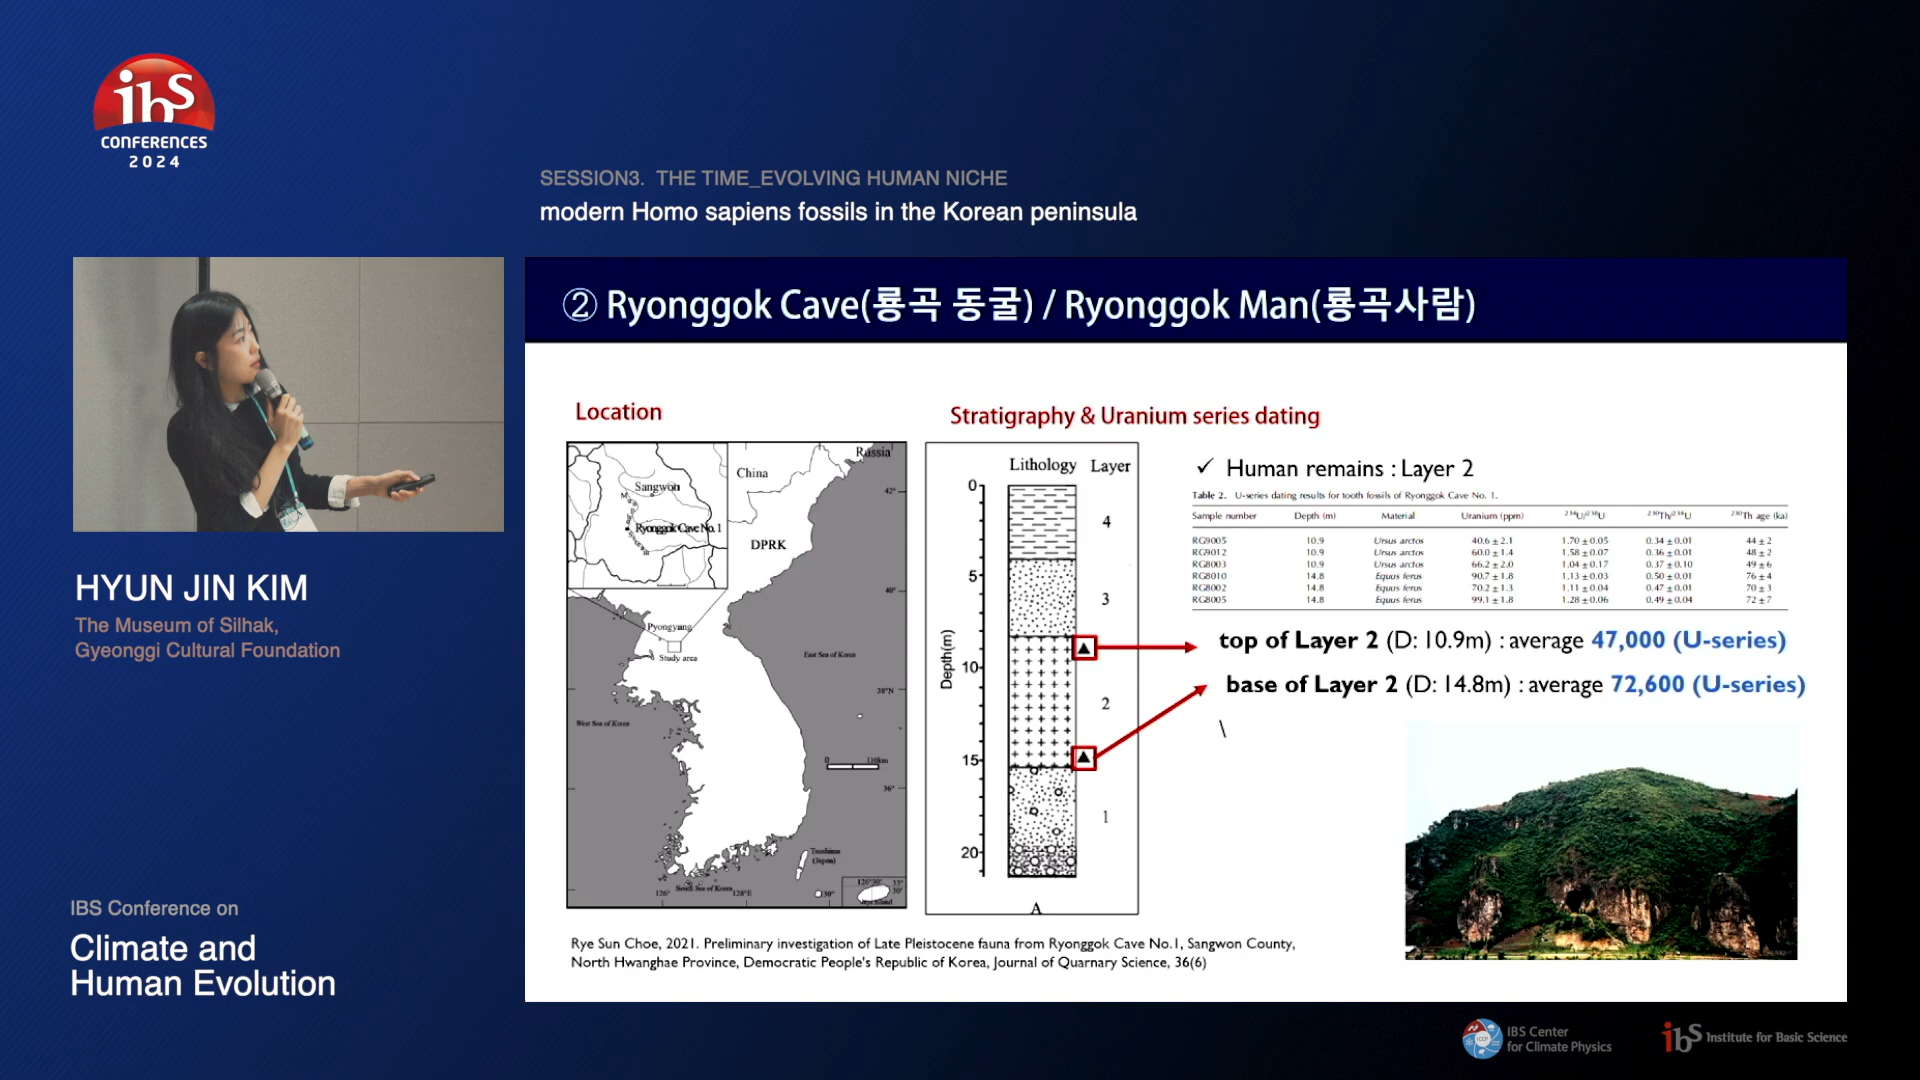 ibs
CONFERENCES
2024
SESSION3. THE TIME_EVOLVING HUMAN NICHE
modern Homo sapiens fossils in the Korean peninsula
② Ryonggok Cave(룡곡 동굴) / Ryonggok Man(룡곡사람)
HYUN JIN KIM
The Museum of Silhak,
Gyeonggi Cultural Foundation
IBS Conference on
Climate and
Human Evolution
Location
Russia
China
Sangwon
Ryonggok Cave No. 1
DPRK
42°
40°
Pyongyang
Study area
East Sea of Korea
38°N
West Sea of Korea
0 110km
36°
Tsushima
(Japan)
South Sea of Korea
126°
128°E
130°
126°30'
33°
30'
Stratigraphy & Uranium series dating
Lithology Layer
0
5
10
15
20
Depth(m)
4
3
2
1
A
✓ Human remains : Layer 2
Table 2. U-series dating results for tooth fossils of Ryonggok Cave No. 1.
Sample number Depth (m) Material Uranium (ppm) ²³⁴U/²³⁸U ²³⁰Th/²³⁴U ²³⁰Th age (ka)
RG9005 10.9 Ursus arctos 40.6 ± 2.1 1.70 ± 0.05 0.34 ± 0.01 44 ± 2
RG9012 10.9 Ursus arctos 60.0 ± 1.4 1.58 ± 0.07 0.36 ± 0.01 48 ± 2
RG8003 10.9 Ursus arctos 66.2 ± 2.0 1.04 ± 0.17 0.37 ± 0.10 49 ± 6
RG8010 14.8 Equus ferus 90.7 ± 1.8 1.13 ± 0.03 0.50 ± 0.01 76 ± 4
RG8002 14.8 Equus ferus 70.2 ± 1.3 1.11 ± 0.04 0.47 ± 0.01 70 ± 3
RG8005 14.8 Equus ferus 99.1 ± 1.8 1.28 ± 0.06 0.49 ± 0.04 72 ± 7
top of Layer 2 (D: 10.9m) : average 47,000 (U-series)
base of Layer 2 (D: 14.8m) : average 72,600 (U-series)
\
Rye Sun Choe, 2021. Preliminary investigation of Late Pleistocene fauna from Ryonggok Cave No.1, Sangwon County,
North Hwanghae Province, Democratic People's Republic of Korea, Journal of Quarnary Science, 36(6)
IBS Center
for Climate Physics
ibs Institute for Basic Science